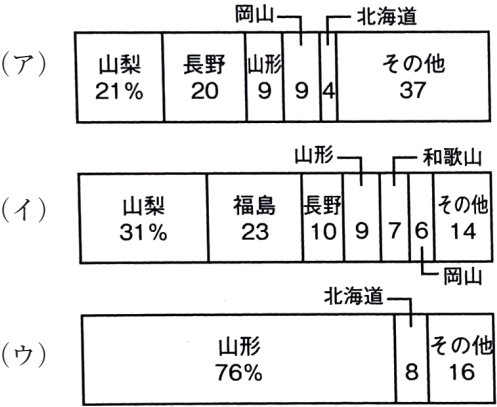 岡山 北海道
(ア) 山梨 21% 長野 20 山形 9 9 4 その他 37
山形 和歌山
(イ) 山梨 31% 福島 23 長野 10 9 7 6 その他 14
岡山
北海道
(ウ) 山形 76% 8 その他 16